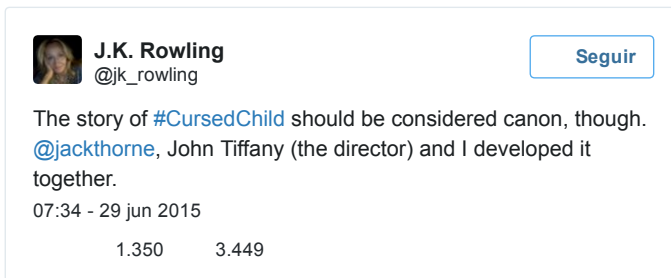 J.K. Rowling
@jk_rowling
Seguir
The story of #CursedChild should be considered canon, though.
@jackthorne, John Tiffany (the director) and I developed it
together.
07:34 - 29 jun 2015
1.350 3.449